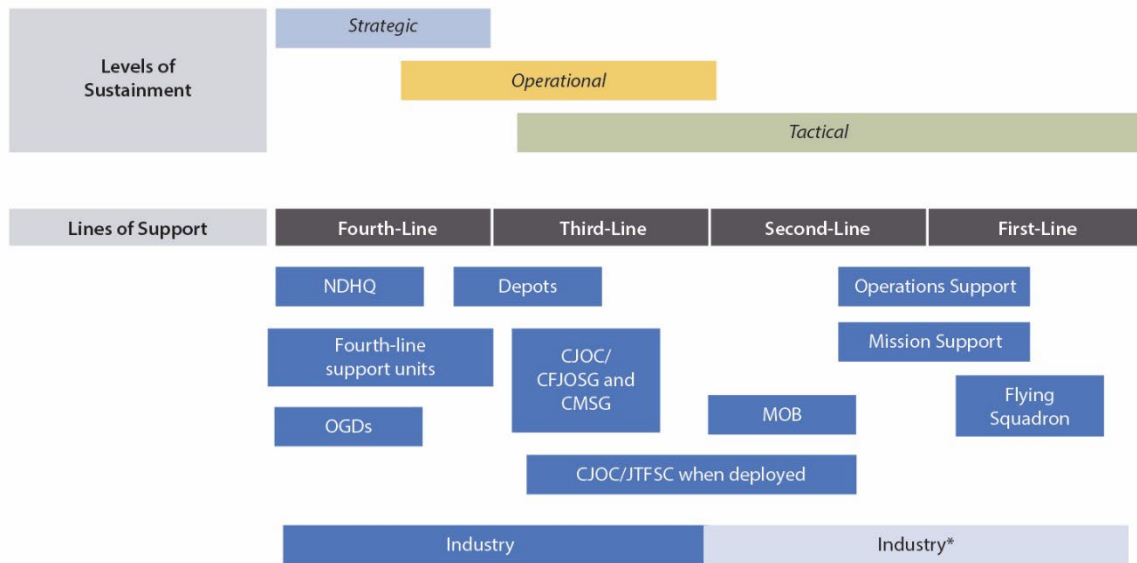 Levels of
Sustainment
Strategic
Operational
Tactical
Lines of Support
Fourth-Line
Third-Line
Second-Line
First-Line
NDHQ
Depots
Operations Support
Fourth-line
support units
CJOC/
CFJOSG and
CMSG
Mission Support
OGDs
MOB
Flying
Squadron
CJOC/JTFSC when deployed
Industry
Industry*